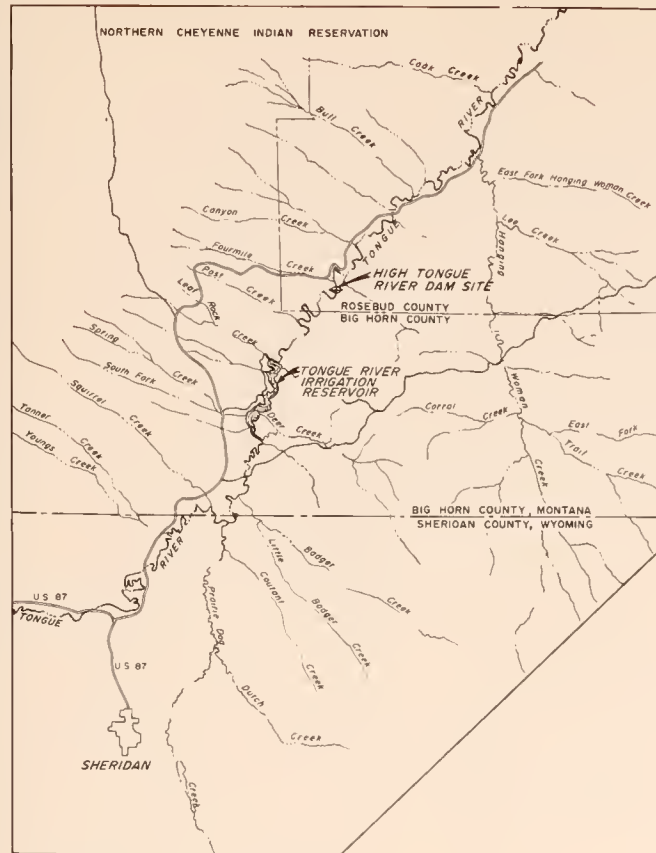 NORTHERN CHEYENNE INDIAN RESERVATION
Cook Creek
RIVER
Bull Creek
East Fork Hanging Woman Creek
Canyon Creek
Lee Creek
Hanging
Fourmile Creek
TONGUE
Post Creek
Leaf Rock
HIGH TONGUE
RIVER DAM SITE
ROSEBUD COUNTY
BIG HORN COUNTY
Spring Creek
Creek
South Fork
TONGUE RIVER
IRRIGATION
RESERVOIR
Woman
Squirrel Creek
Corral Creek
Deer Creek
East Fork
Tanner Creek
Trail Creek
Youngs Creek
Creek
BIG HORN COUNTY, MONTANA
SHERIDAN COUNTY, WYOMING
RIVER
Little Badger Creek
Badger Creek
Coutant Creek
Prairie Dog
US 87
TONGUE
US 87
Dutch Creek
SHERIDAN
Creek